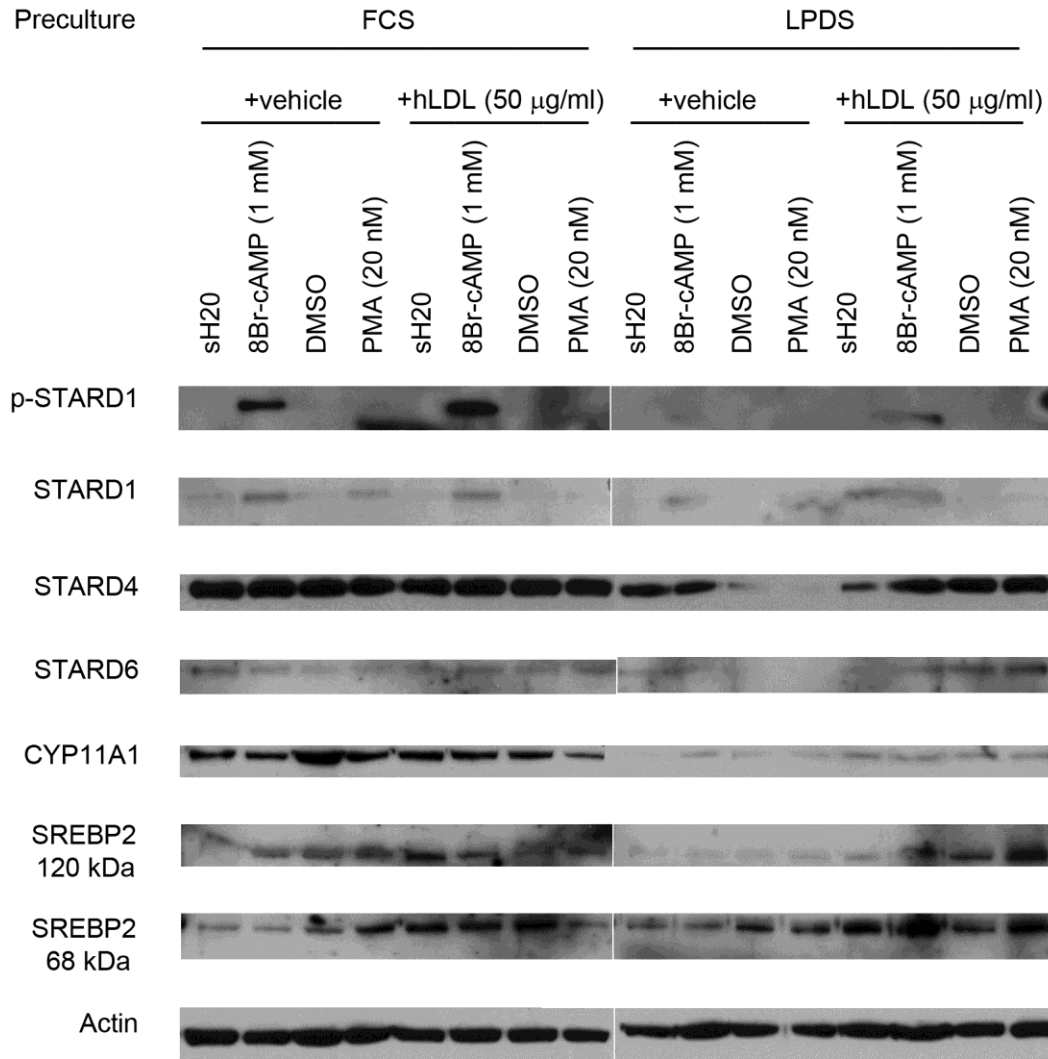 Preculture FCS LPDS
+vehicle +hLDL (50 μg/ml) +vehicle +hLDL (50 μg/ml)
sH20 8Br-cAMP (1 mM) DMSO PMA (20 nM) sH20 8Br-cAMP (1 mM) DMSO PMA (20 nM) sH20 8Br-cAMP (1 mM) DMSO PMA (20 nM) sH20 8Br-cAMP (1 mM) DMSO PMA (20 nM)
p-STARD1
STARD1
STARD4
STARD6
CYP11A1
SREBP2
120 kDa
SREBP2
68 kDa
Actin